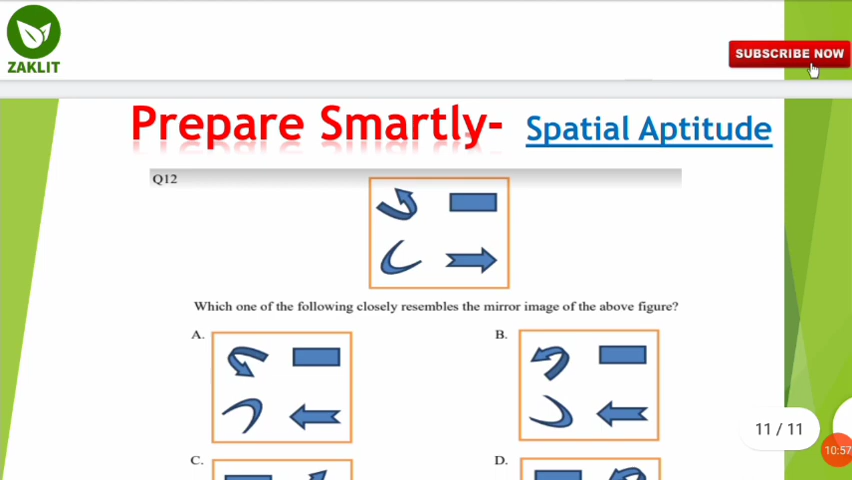 ZAKLIT
SUBSCRIBE NOW
Prepare Smartly- Spatial Aptitude
Q12
Which one of the following closely resembles the mirror image of the above figure?
A.
B.
11 / 11
10:57
C.
D.